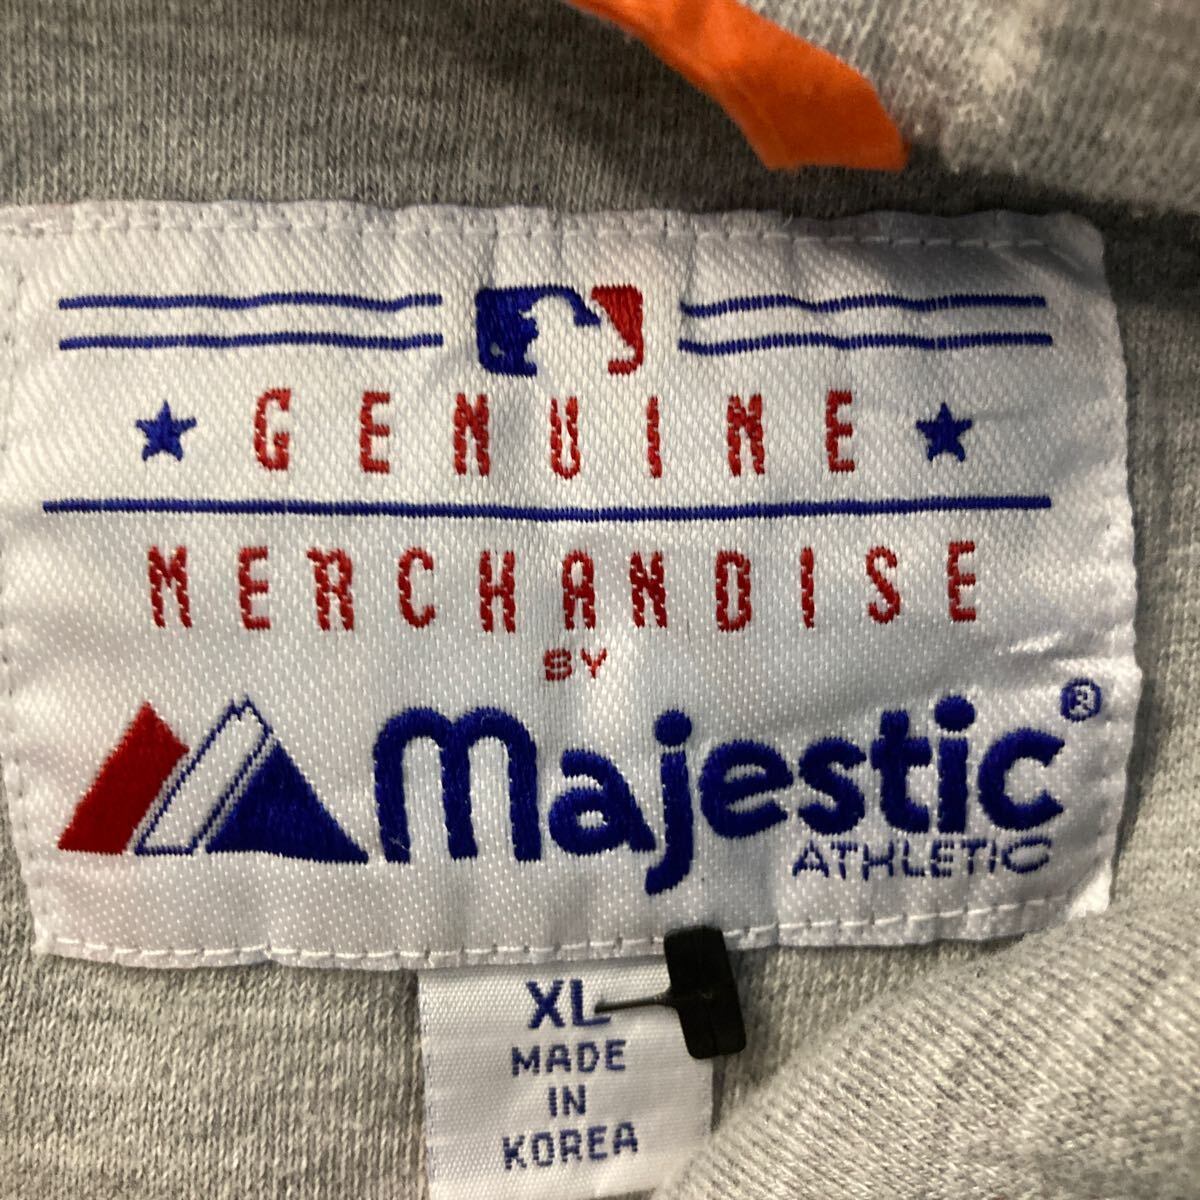 GENUINE
MERCHANDISE
BY
Majestic®
ATHLETIC
XL
MADE
IN
KOREA